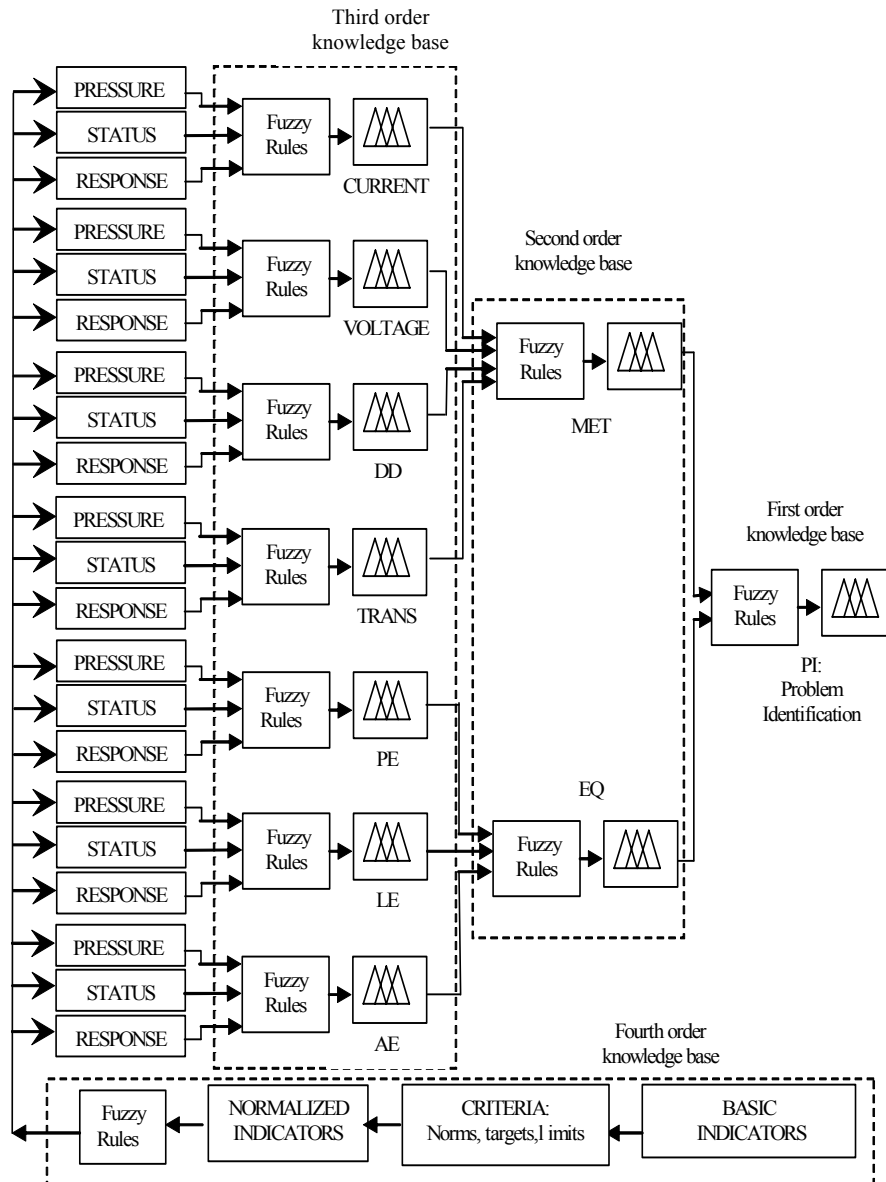 Third order
knowledge base
PRESSURE
STATUS
RESPONSE
Fuzzy
Rules
CURRENT
PRESSURE
STATUS
RESPONSE
Fuzzy
Rules
VOLTAGE
PRESSURE
STATUS
RESPONSE
Fuzzy
Rules
DD
PRESSURE
STATUS
RESPONSE
Fuzzy
Rules
TRANS
PRESSURE
STATUS
RESPONSE
Fuzzy
Rules
PE
PRESSURE
STATUS
RESPONSE
Fuzzy
Rules
LE
PRESSURE
STATUS
RESPONSE
Fuzzy
Rules
AE
Second order
knowledge base
Fuzzy
Rules
MET
EQ
Fuzzy
Rules
First order
knowledge base
Fuzzy
Rules
PI:
Problem
Identification
Fourth order
knowledge base
Fuzzy
Rules
NORMALIZED
INDICATORS
CRITERIA:
Norms, targets,l imits
BASIC
INDICATORS